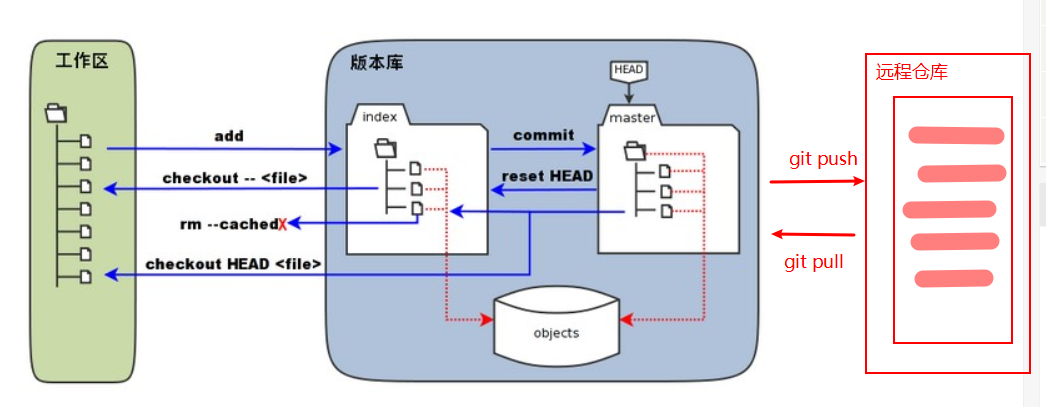 工作区
版本库
HEAD
远程仓库
index
master
add
commit
git push
checkout -- <file>
reset HEAD
rm --cached
X
git pull
checkout HEAD <file>
objects